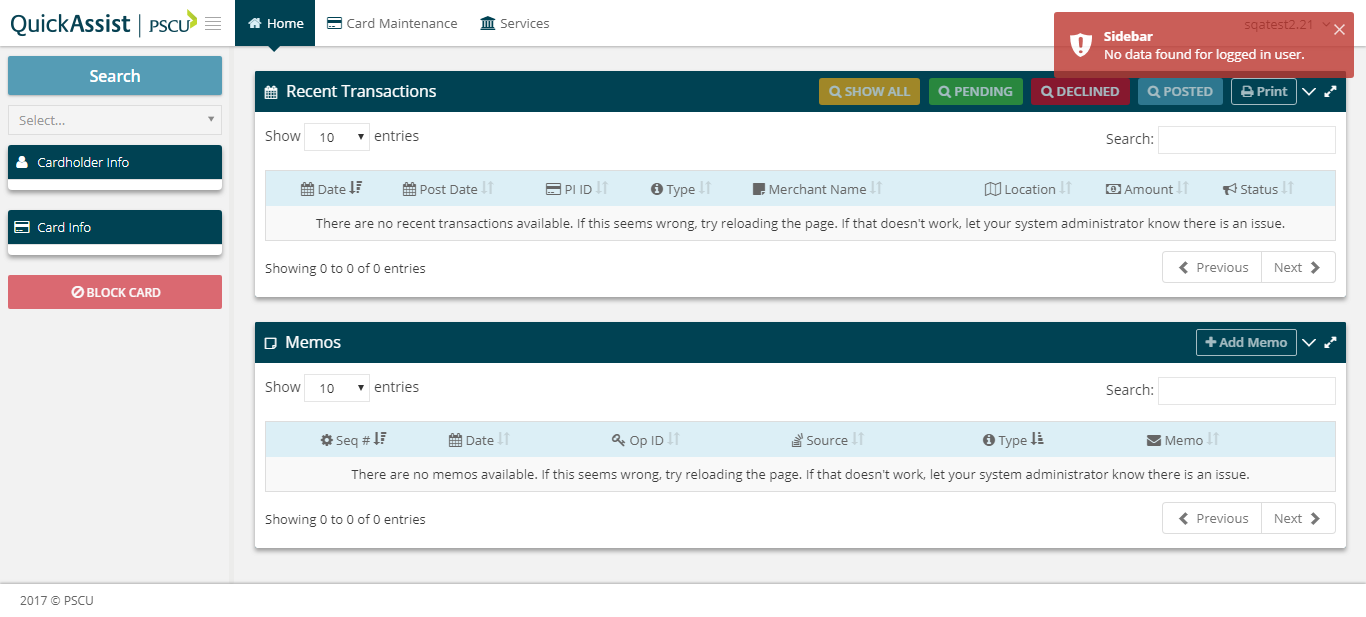 QuickAssist | PSCU
Home
Card Maintenance
Services
sqatest2.21
Sidebar
No data found for logged in user.
Search
Select...
Cardholder Info
Card Info
BLOCK CARD
Recent Transactions
SHOW ALL
PENDING
DECLINED
POSTED
Print
Show 10 entries
Search:
Date Post Date PI ID Type Merchant Name Location Amount Status
There are no recent transactions available. If this seems wrong, try reloading the page. If that doesn't work, let your system administrator know there is an issue.
Showing 0 to 0 of 0 entries
Previous
Next
Memos
Add Memo
Show 10 entries
Search:
Seq # Date Op ID Source Type Memo
There are no memos available. If this seems wrong, try reloading the page. If that doesn't work, let your system administrator know there is an issue.
Showing 0 to 0 of 0 entries
Previous
Next
2017 © PSCU